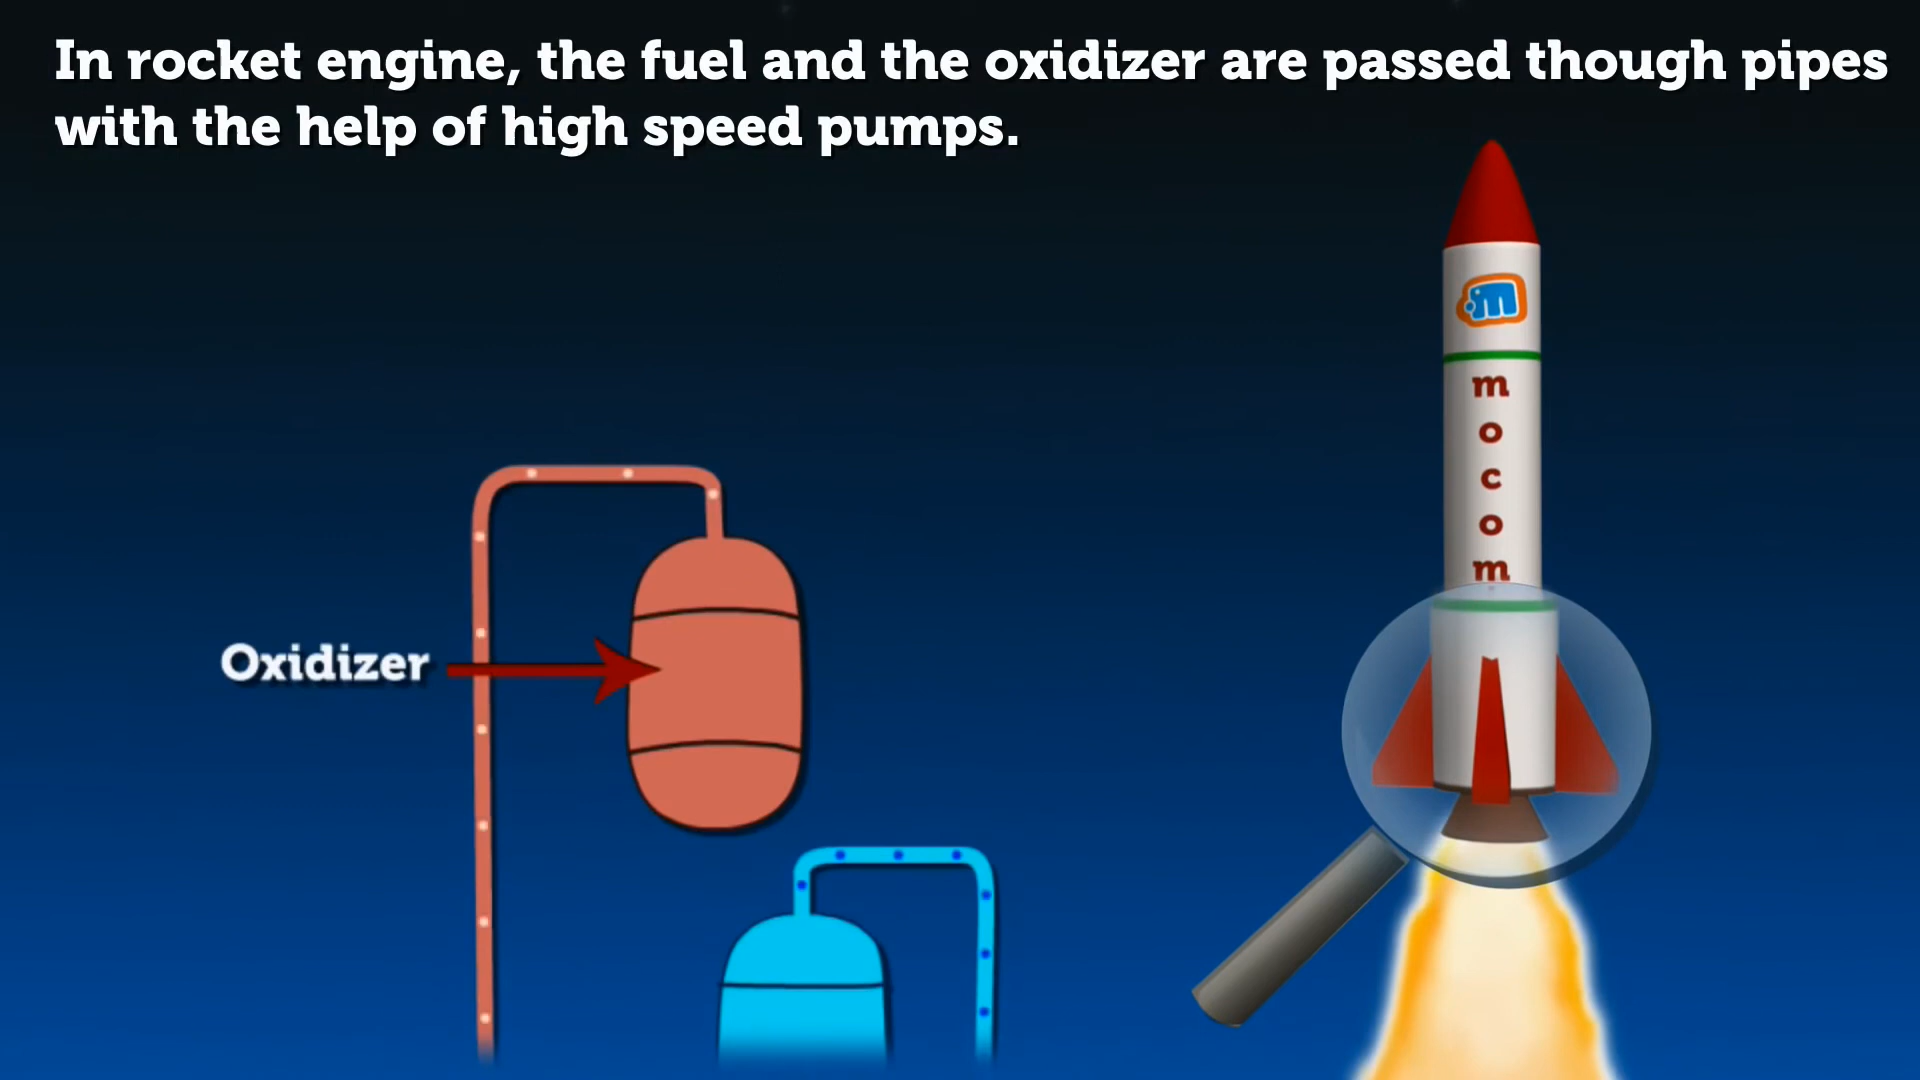 In rocket engine, the fuel and the oxidizer are passed though pipes
with the help of high speed pumps.
m
m
o
c
o
m
Oxidizer